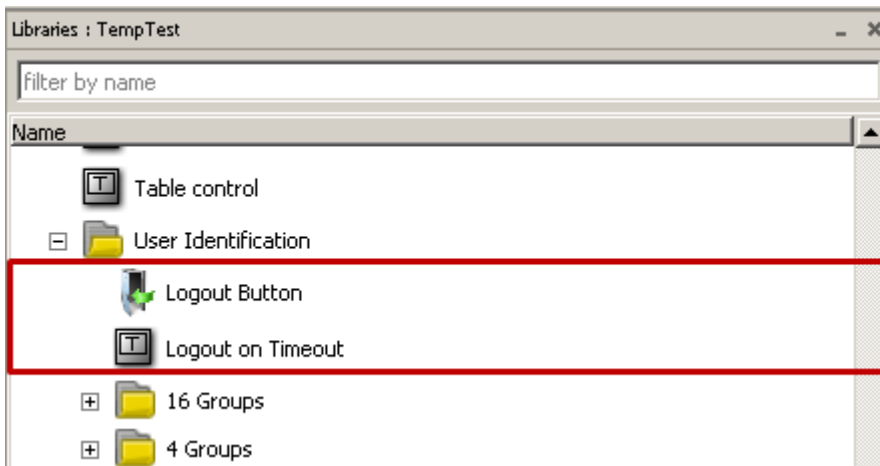 Libraries : TempTest
filter by name
Name
Table control
User Identification
Logout Button
Logout on Timeout
16 Groups
4 Groups